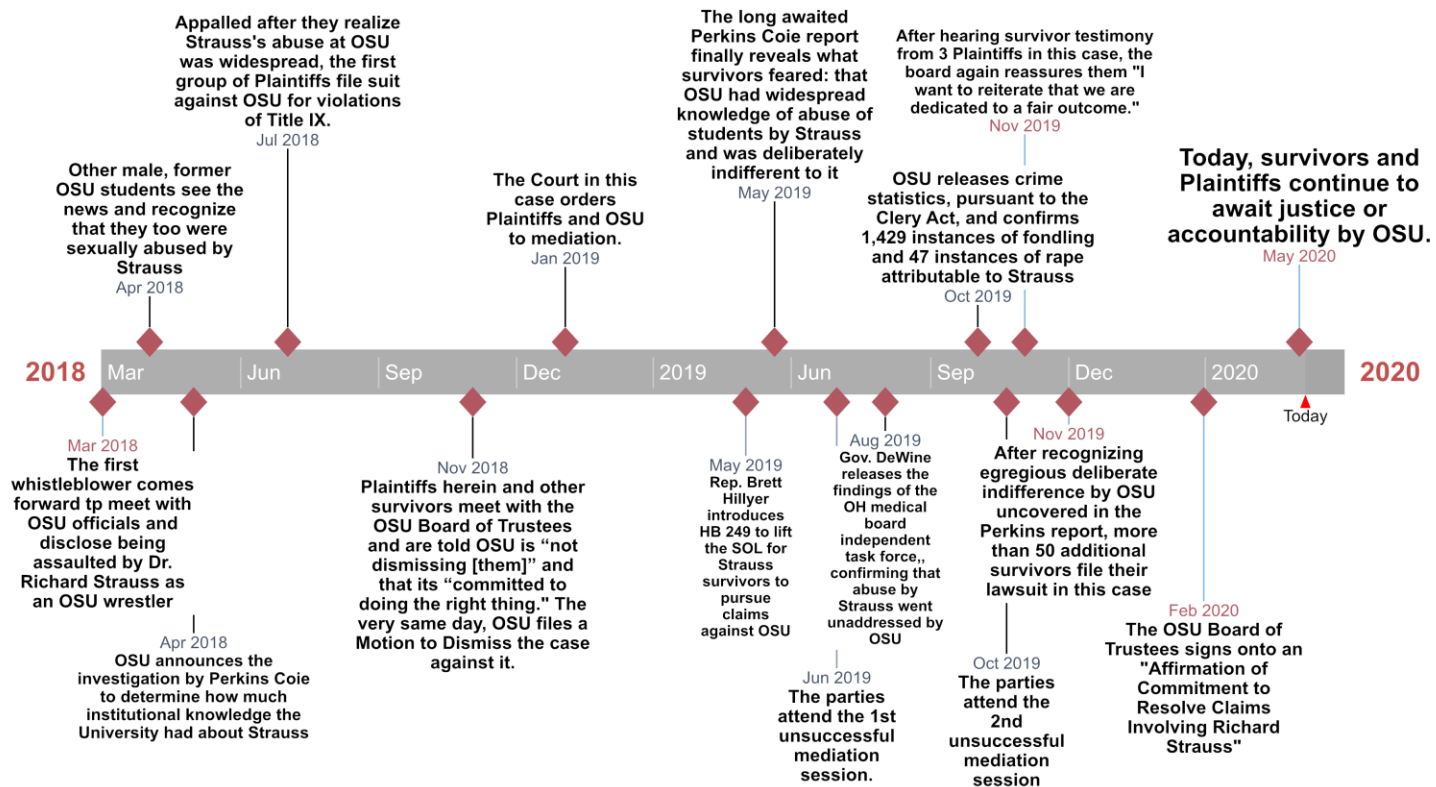 Appalled after they realize
Strauss's abuse at OSU
was widespread, the first
group of Plaintiffs file suit
against OSU for violations
of Title IX.
Jul 2018
Other male, former
OSU students see the
news and recognize
that they too were
sexually abused by
Strauss
Apr 2018
The Court in this
case orders
Plaintiffs and OSU
to mediation.
Jan 2019
The long awaited
Perkins Coie report
finally reveals what
survivors feared: that
OSU had widespread
knowledge of abuse of
students by Strauss
and was deliberately
indifferent to it
May 2019
After hearing survivor testimony
from 3 Plaintiffs in this case, the
board again reassures them "I
want to reiterate that we are
dedicated to a fair outcome."
Nov 2019
OSU releases crime
statistics, pursuant to the
Clery Act, and confirms
1,429 instances of fondling
and 47 instances of rape
attributable to Strauss
Oct 2019
Today, survivors and
Plaintiffs continue to
await justice or
accountability by OSU.
May 2020
2018
Mar
Jun
Sep
Dec
2019
Jun
Sep
Dec
2020
2020
Today
Mar 2018
The first
whistleblower comes
forward tp meet with
OSU officials and
disclose being
assaulted by Dr.
Richard Strauss as
an OSU wrestler
Apr 2018
OSU announces the
investigation by Perkins Coie
to determine how much
institutional knowledge the
University had about Strauss
Nov 2018
Plaintiffs herein and other
survivors meet with the
OSU Board of Trustees
and are told OSU is “not
dismissing [them]” and
that its “committed to
doing the right thing." The
very same day, OSU files a
Motion to Dismiss the case
against it.
May 2019
Rep. Brett
Hillyer
introduces
HB 249 to lift
the SOL for
Strauss
survivors to
pursue
claims
against OSU
Jun 2019
The parties
attend the 1st
unsuccessful
mediation
session.
Aug 2019
Gov. DeWine
releases the
findings of the
OH medical
board
independent
task force,,
confirming that
abuse by
Strauss went
unaddressed by
OSU
Oct 2019
The parties
attend the
2nd
unsuccessful
mediation
session
Nov 2019
After recognizing
egregious deliberate
indifference by OSU
uncovered in the
Perkins report, more
than 50 additional
survivors file their
lawsuit in this case
Feb 2020
The OSU Board of
Trustees signs onto an
"Affirmation of
Commitment to
Resolve Claims
Involving Richard
Strauss"